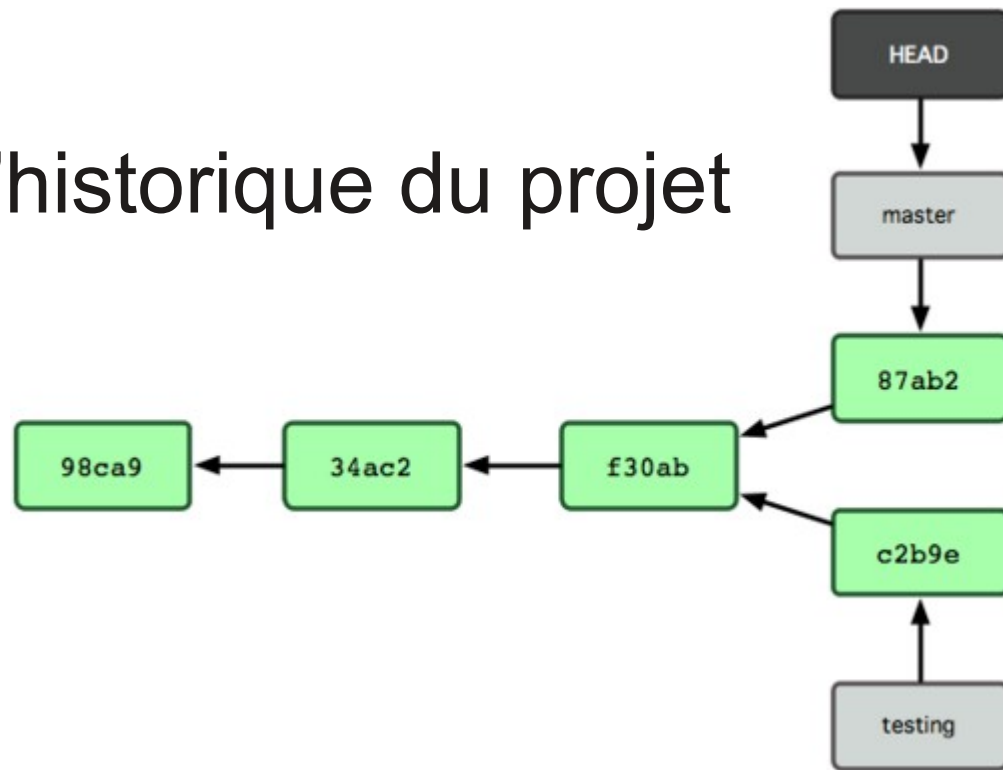 HEAD
'historique du projet
master
87ab2
98ca9 34ac2 f30ab
c2b9e
testing